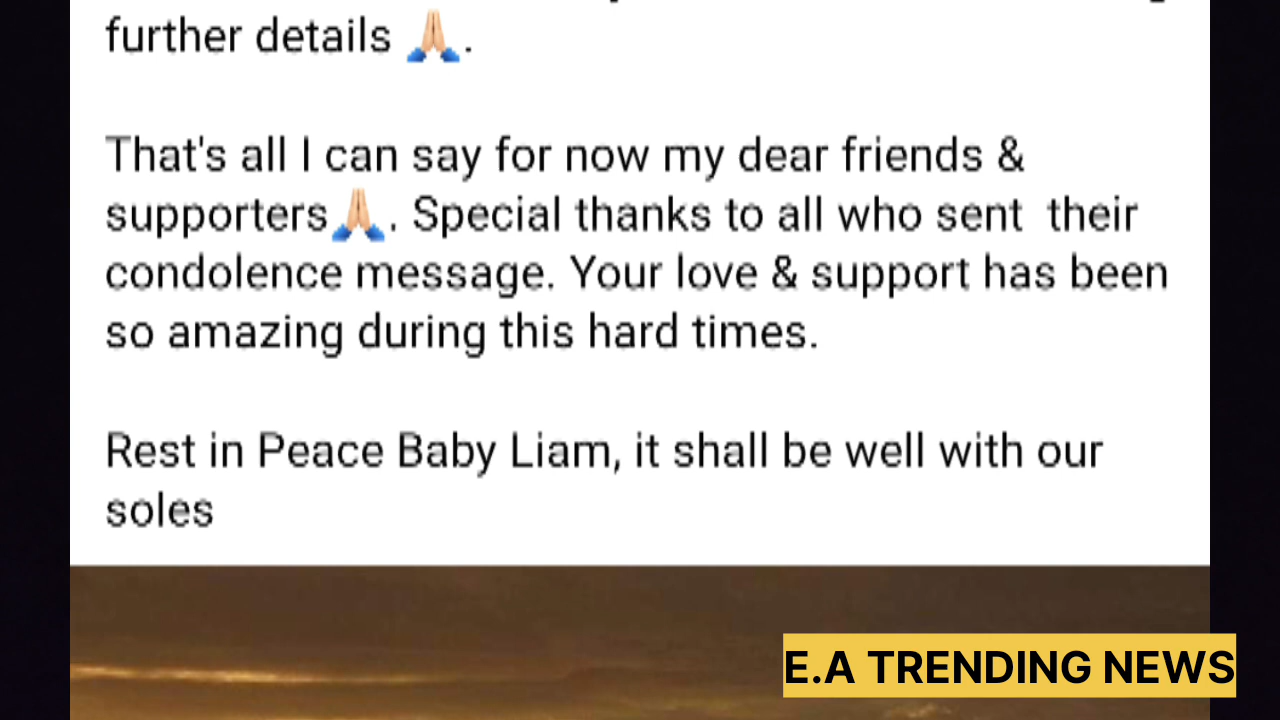 further details 🙏🏻.
That's all I can say for now my dear friends &
supporters🙏🏻. Special thanks to all who sent  their
condolence message. Your love & support has been
so amazing during this hard times.
Rest in Peace Baby Liam, it shall be well with our
soles
E.A TRENDING NEWS